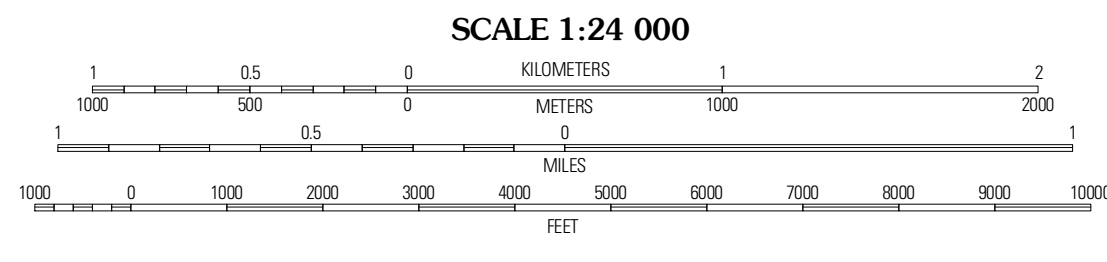 SCALE 1:24 000
1 0.5 0 KILOMETERS 1 2
1000 500 0 METERS 1000 2000
1 0.5 0 1
MILES
1000 0 1000 2000 3000 4000 5000 6000 7000 8000 9000 10000
FEET